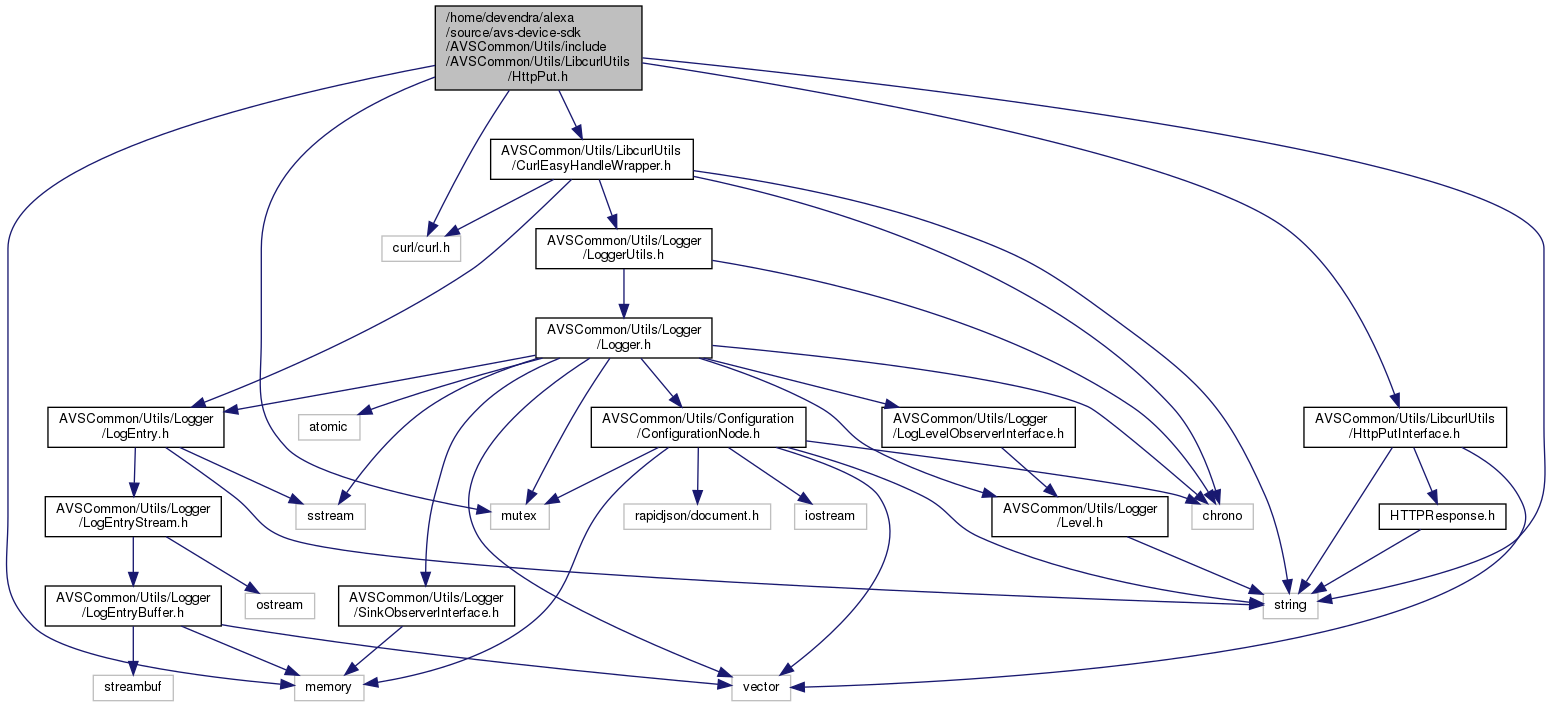 /home/devendra/alexa
/source/avs-device-sdk
/AVSCommon/Utils/include
/AVSCommon/Utils/LibcurlUtils
/HttpPut.h
AVSCommon/Utils/LibcurlUtils
/CurlEasyHandleWrapper.h
curl/curl.h
AVSCommon/Utils/Logger
/LoggerUtils.h
AVSCommon/Utils/Logger
/Logger.h
AVSCommon/Utils/Logger
/LogEntry.h
atomic
AVSCommon/Utils/Configuration
/ConfigurationNode.h
AVSCommon/Utils/Logger
/LogLevelObserverInterface.h
AVSCommon/Utils/LibcurlUtils
/HttpPutInterface.h
AVSCommon/Utils/Logger
/LogEntryStream.h
sstream
mutex
rapidjson/document.h
iostream
AVSCommon/Utils/Logger
/Level.h
chrono
HTTPResponse.h
AVSCommon/Utils/Logger
/LogEntryBuffer.h
ostream
AVSCommon/Utils/Logger
/SinkObserverInterface.h
string
streambuf
memory
vector